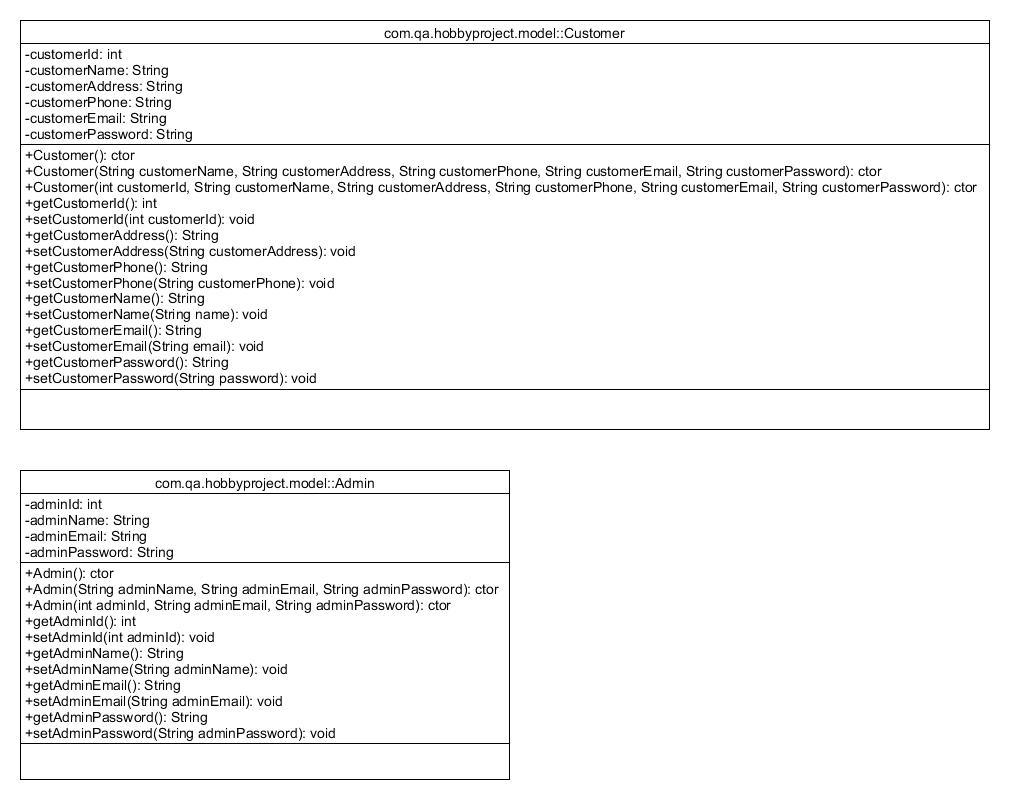 com.qa.hobbyproject.model::Customer
-customerId: int
-customerName: String
-customerAddress: String
-customerPhone: String
-customerEmail: String
-customerPassword: String
+Customer(): ctor
+Customer(String customerName, String customerAddress, String customerPhone, String customerEmail, String customerPassword): ctor
+Customer(int customerId, String customerName, String customerAddress, String customerPhone, String customerEmail, String customerPassword): ctor
+getCustomerId(): int
+setCustomerId(int customerId): void
+getCustomerAddress(): String
+setCustomerAddress(String customerAddress): void
+getCustomerPhone(): String
+setCustomerPhone(String customerPhone): void
+getCustomerName(): String
+setCustomerName(String name): void
+getCustomerEmail(): String
+setCustomerEmail(String email): void
+getCustomerPassword(): String
+setCustomerPassword(String password): void
com.qa.hobbyproject.model::Admin
-adminId: int
-adminName: String
-adminEmail: String
-adminPassword: String
+Admin(): ctor
+Admin(String adminName, String adminEmail, String adminPassword): ctor
+Admin(int adminId, String adminEmail, String adminPassword): ctor
+getAdminId(): int
+setAdminId(int adminId): void
+getAdminName(): String
+setAdminName(String adminName): void
+getAdminEmail(): String
+setAdminEmail(String adminEmail): void
+getAdminPassword(): String
+setAdminPassword(String adminPassword): void